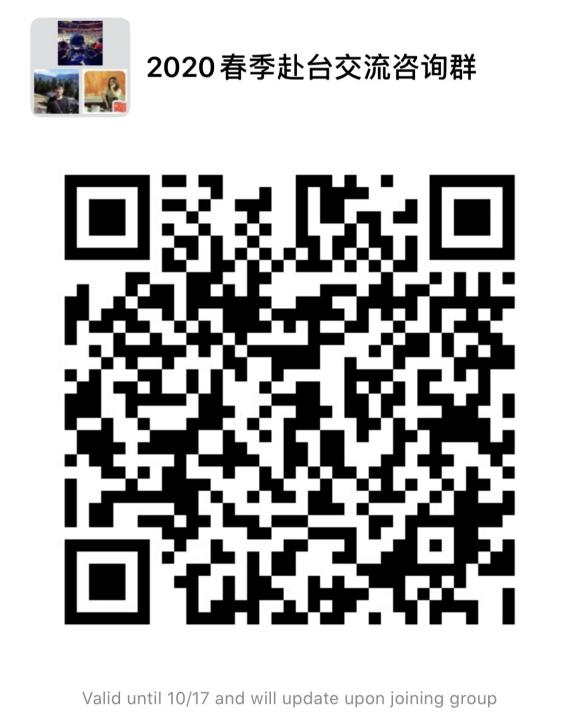 2020春季赴台交流咨询群
Valid until 10/17 and will update upon joining group